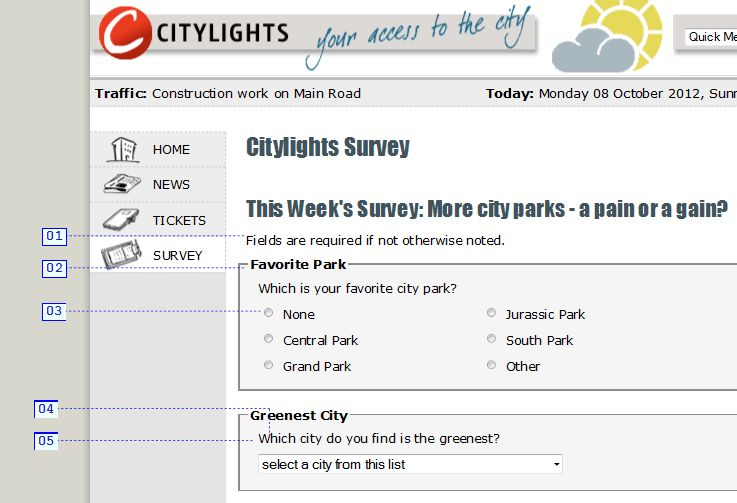 CITYLIGHTS your access to the city Quick Me
Traffic: Construction work on Main Road Today: Monday 08 October 2012, Sunn
HOME
NEWS
TICKETS
SURVEY
Citylights Survey
This Week's Survey: More city parks - a pain or a gain?
01 Fields are required if not otherwise noted.
02 Favorite Park
Which is your favorite city park?
03 None Jurassic Park
Central Park South Park
Grand Park Other
04 Greenest City
05 Which city do you find is the greenest?
select a city from this list